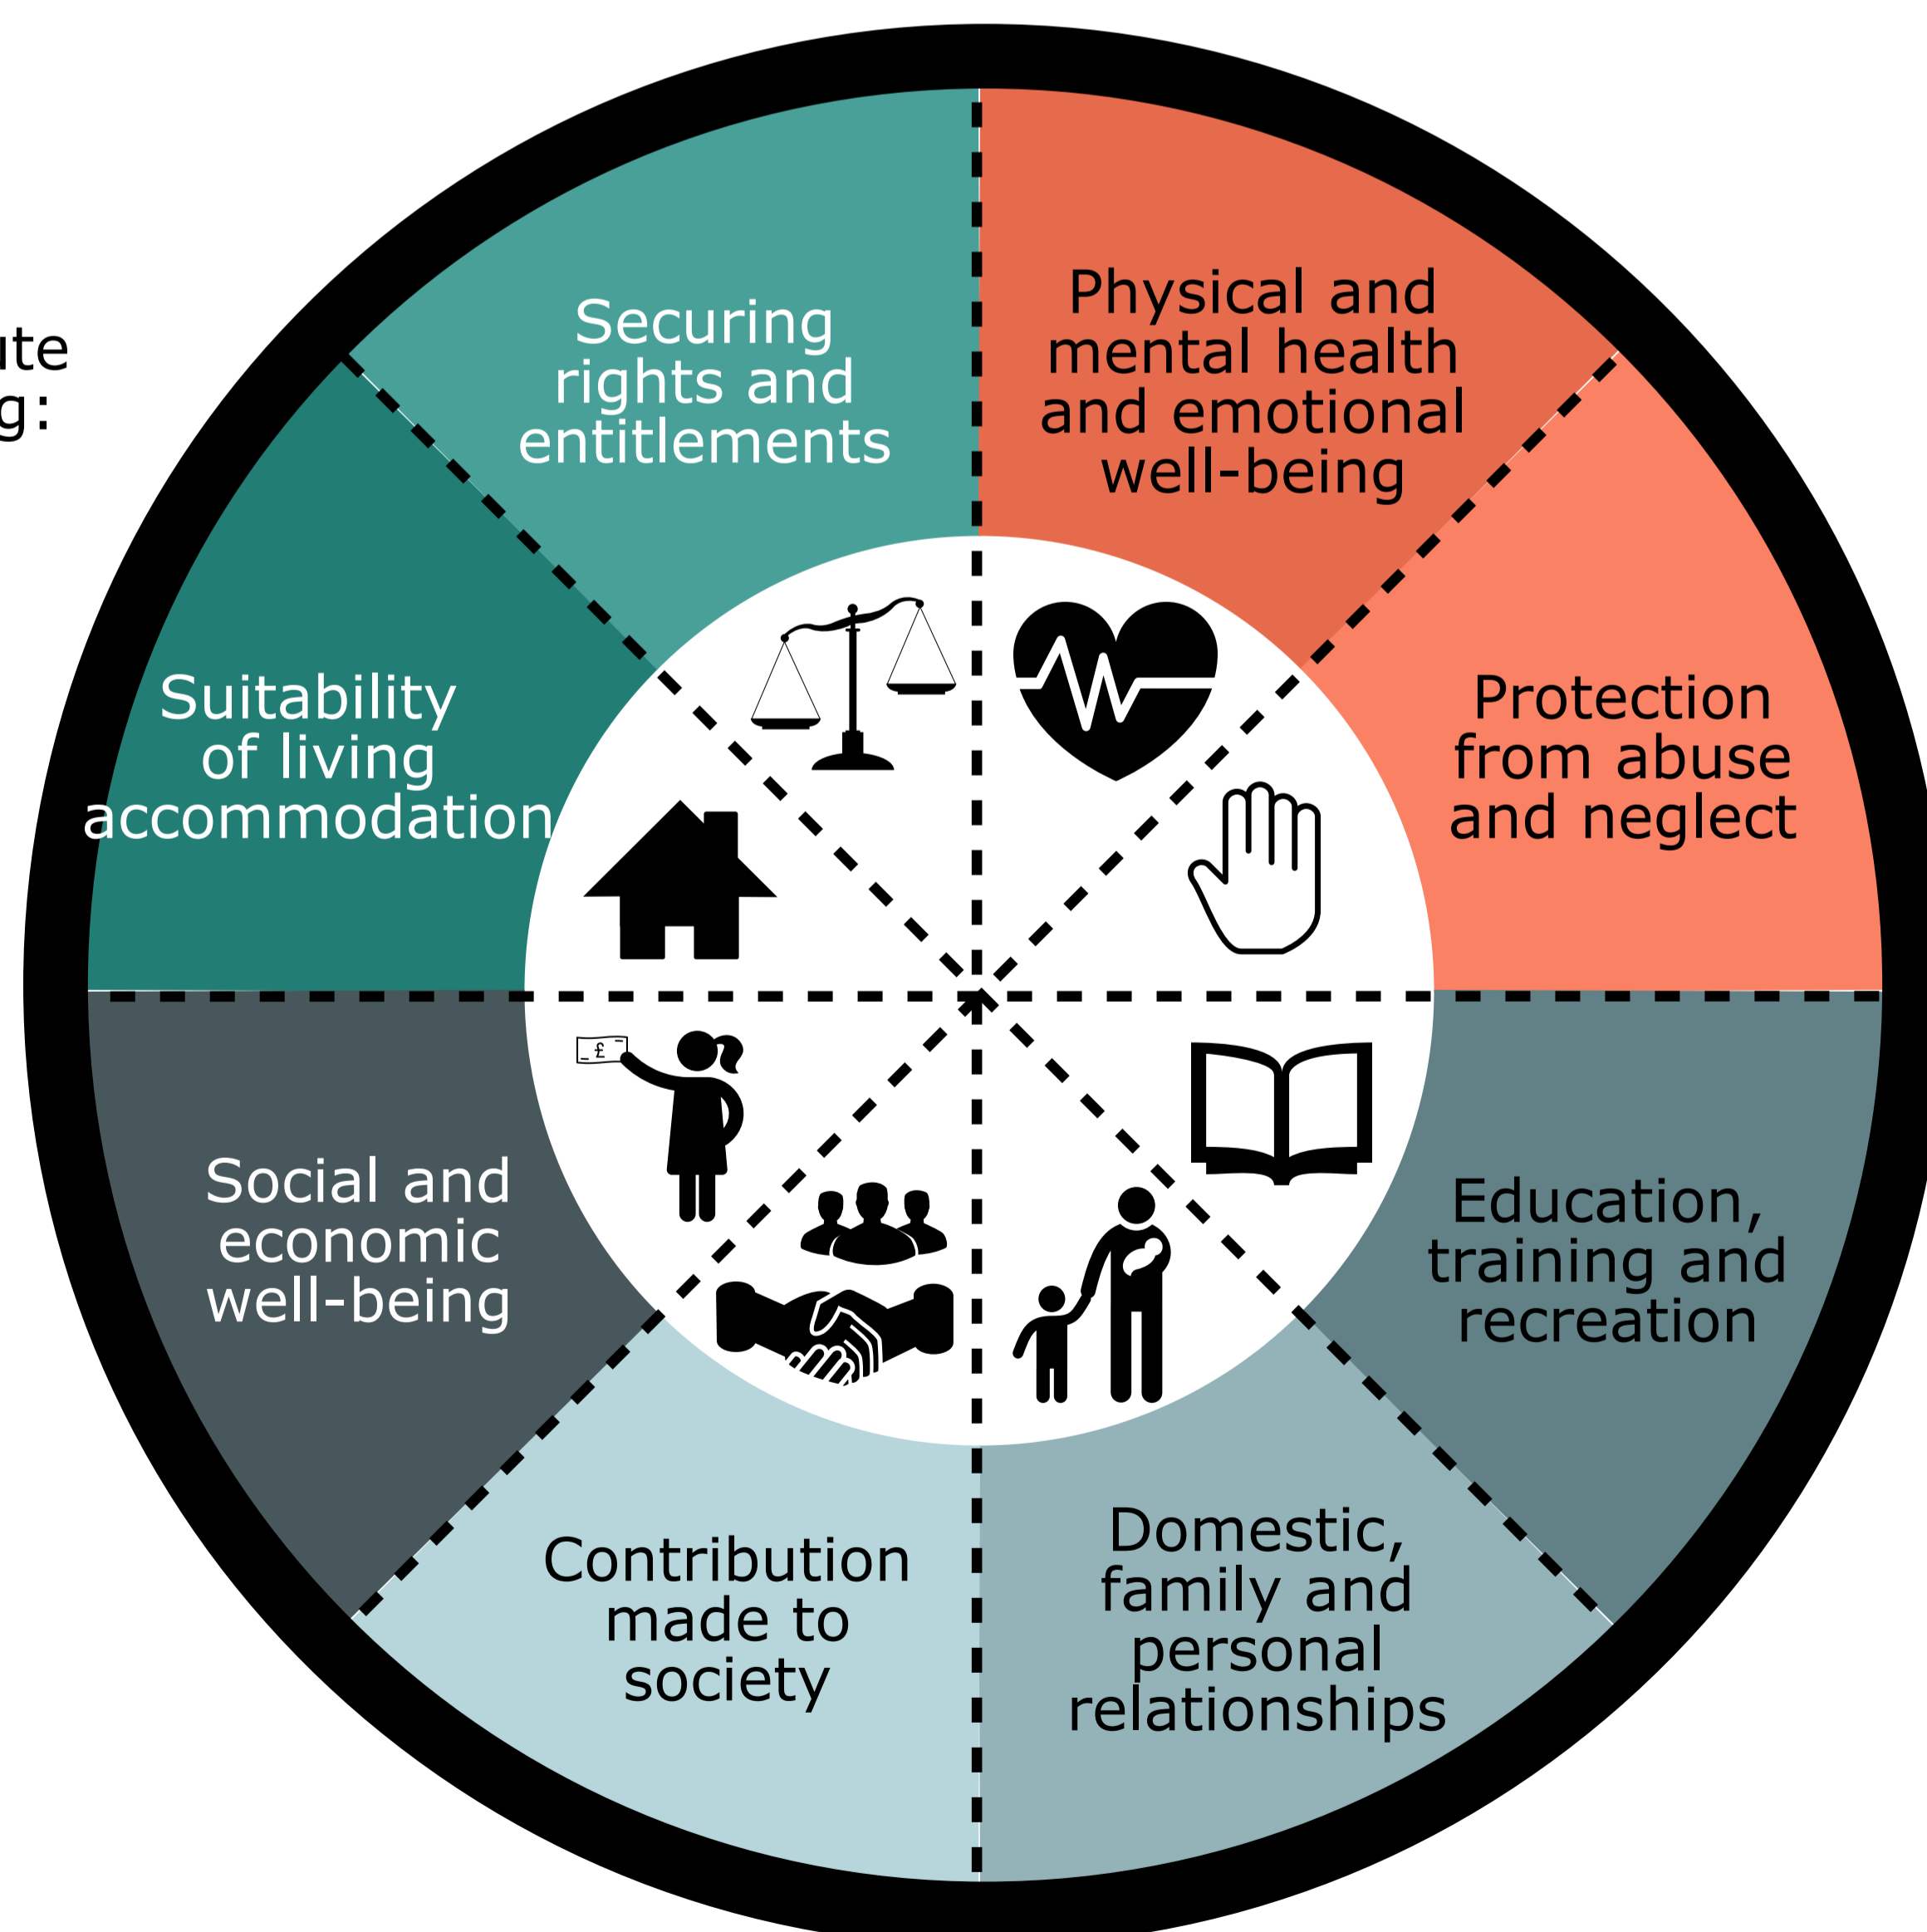 g:
Securing
rights and
entitlements
Physical and
mental health
and emotional
well-being
Protection
from abuse
and neglect
Education,
training and
recreation
Domestic,
family and
personal
relationships
Contribution
made to
society
Social and
economic
well-being
£
Suitability
of living
accommodation